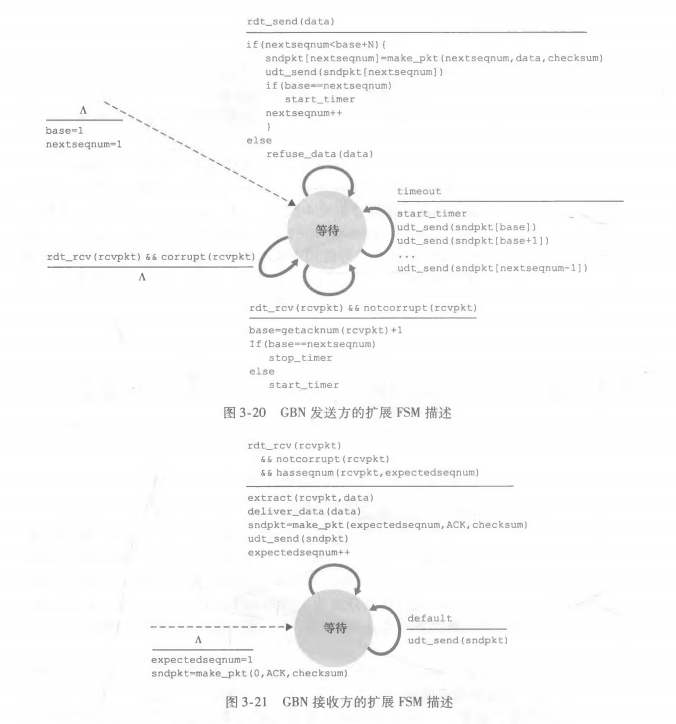 rdt_send(data)
if(nextseqnum<base+N){
sndpkt[nextseqnum]=make_pkt(nextseqnum,data,checksum)
udt_send(sndpkt[nextseqnum])
if(base==nextseqnum)
start_timer
nextseqnum++
}
else
refuse_data(data)
Λ
base=1
nextseqnum=1
timeout
start_timer
udt_send(sndpkt[base])
udt_send(sndpkt[base+1])
...
udt_send(sndpkt[nextseqnum-1])
等待
rdt_rcv(rcvpkt) && corrupt(rcvpkt)
Λ
rdt_rcv(rcvpkt) && notcorrupt(rcvpkt)
base=getacknum(rcvpkt)+1
If(base==nextseqnum)
stop_timer
else
start_timer
图 3-20 GBN 发送方的扩展 FSM 描述
rdt_rcv(rcvpkt)
&& notcorrupt(rcvpkt)
&& hasseqnum(rcvpkt,expectedseqnum)
extract(rcvpkt,data)
deliver_data(data)
sndpkt=make_pkt(expectedseqnum,ACK,checksum)
udt_send(sndpkt)
expectedseqnum++
等待
default
udt_send(sndpkt)
Λ
expectedseqnum=1
sndpkt=make_pkt(0,ACK,checksum)
图 3-21 GBN 接收方的扩展 FSM 描述